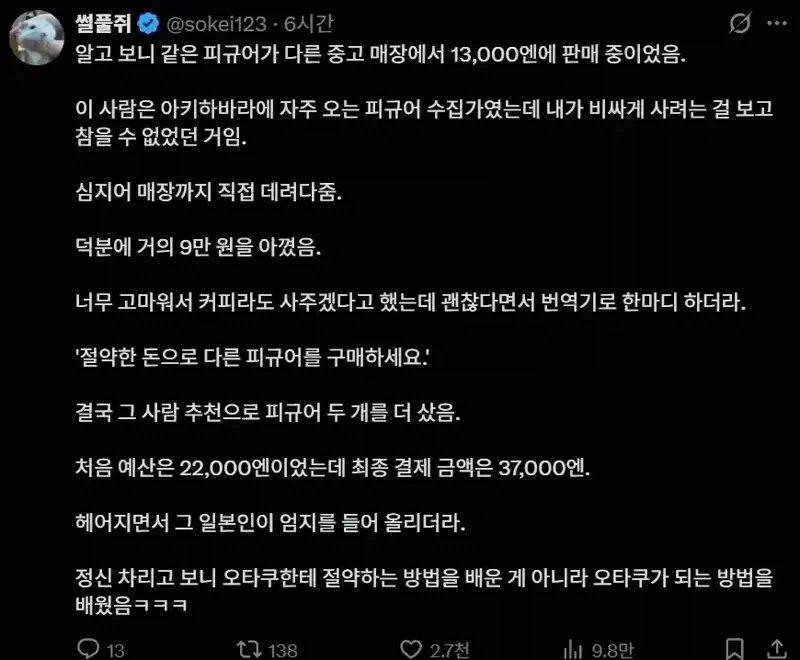 썰풀쥐 @sokei123 · 6시간
알고 보니 같은 피규어가 다른 중고 매장에서 13,000엔에 판매 중이었음.
이 사람은 아키하바라에 자주 오는 피규어 수집가였는데 내가 비싸게 사려는 걸 보고
참을 수 없었던 거임.
심지어 매장까지 직접 데려다줌.
덕분에 거의 9만 원을 아꼈음.
너무 고마워서 커피라도 사주겠다고 했는데 괜찮다면서 번역기로 한마디 하더라.
'절약한 돈으로 다른 피규어를 구매하세요.'
결국 그 사람 추천으로 피규어 두 개를 더 샀음.
처음 예산은 22,000엔이었는데 최종 결제 금액은 37,000엔.
헤어지면서 그 일본인이 엄지를 들어 올리더라.
정신 차리고 보니 오타쿠한테 절약하는 방법을 배운 게 아니라 오타쿠가 되는 방법을
배웠음ㅋㅋㅋ
13 138 2.7천 9.8만